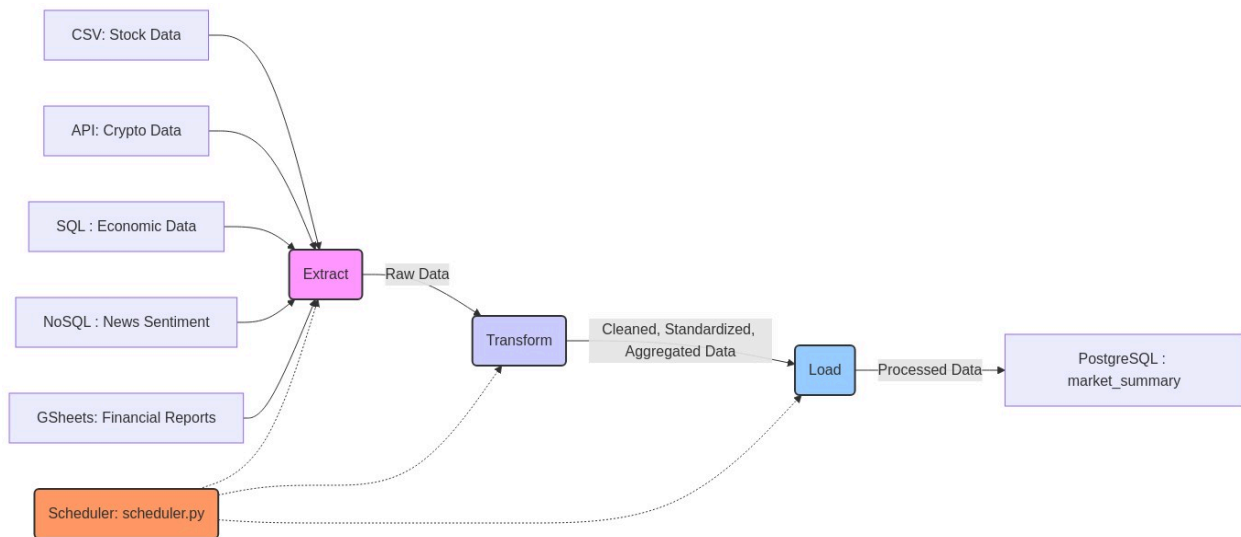 CSV: Stock Data
API: Crypto Data
SQL : Economic Data
NoSQL : News Sentiment
GSheets: Financial Reports
Scheduler: scheduler.py
Extract
Raw Data
Transform
Cleaned, Standardized,
Aggregated Data
Load
Processed Data
PostgreSQL :
market_summary